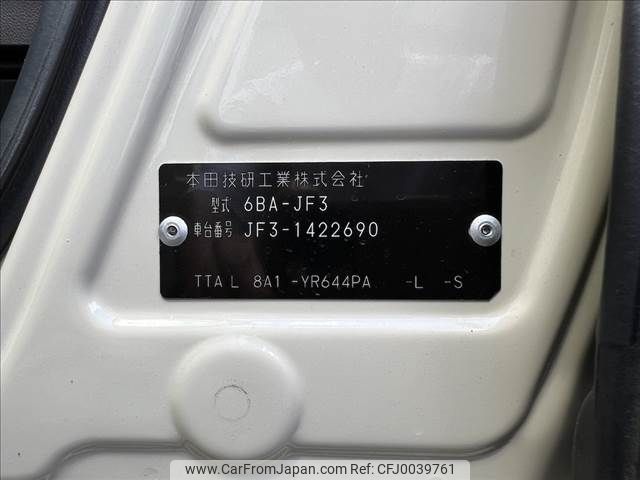 本田技研工業株式会社
型式 6BA-JF3
車台番号 JF3-1422690
TTA L 8A1 -YR644PA -L -S
www.CarFromJapan.com|REF:CFJ0039761